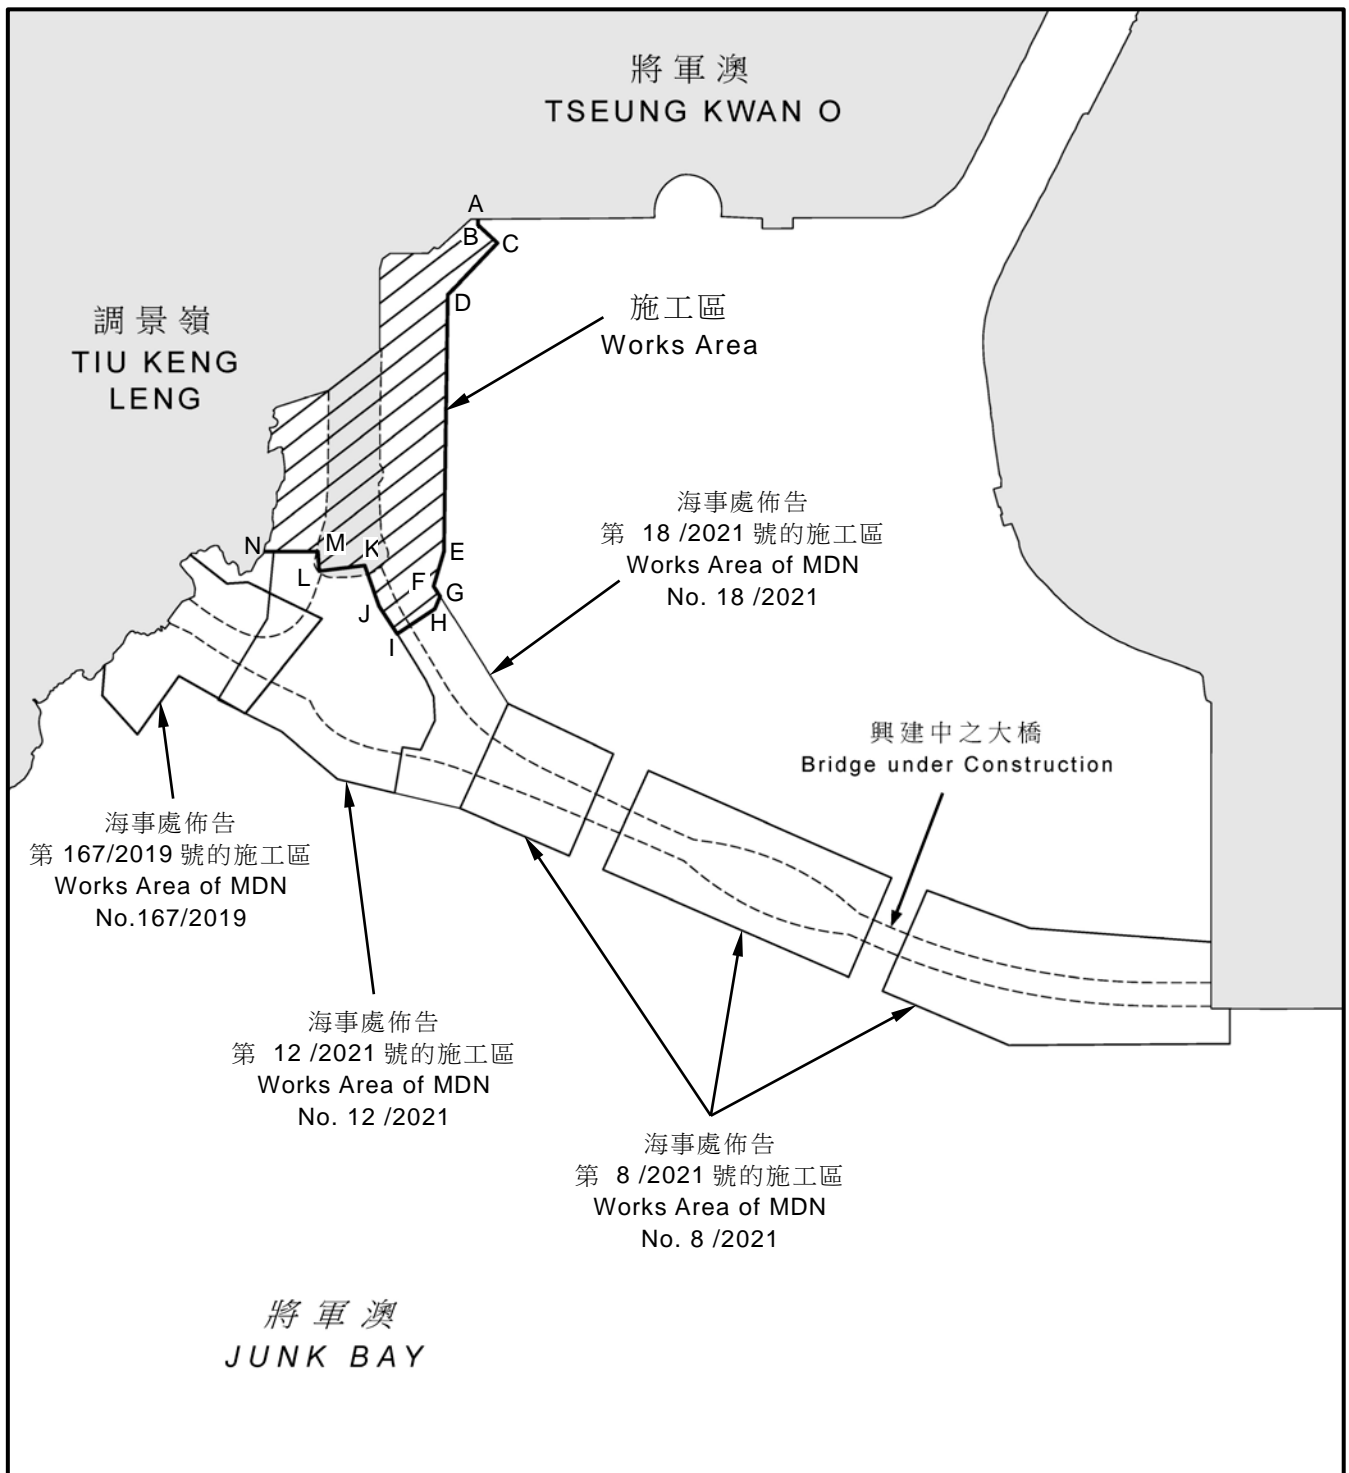 將軍澳
TSEUNG KWAN O
A
B
C
D
調景嶺
TIU KENG
LENG
施工區
Works Area
海事處佈告
第 18 /2021 號的施工區
Works Area of MDN
No. 18 /2021
N
M
K
E
L
F
G
J
H
I
興建中之大橋
Bridge under Construction
海事處佈告
第 167/2019 號的施工區
Works Area of MDN
No.167/2019
海事處佈告
第 12 /2021 號的施工區
Works Area of MDN
No. 12 /2021
海事處佈告
第 8 /2021 號的施工區
Works Area of MDN
No. 8 /2021
將軍澳
JUNK BAY